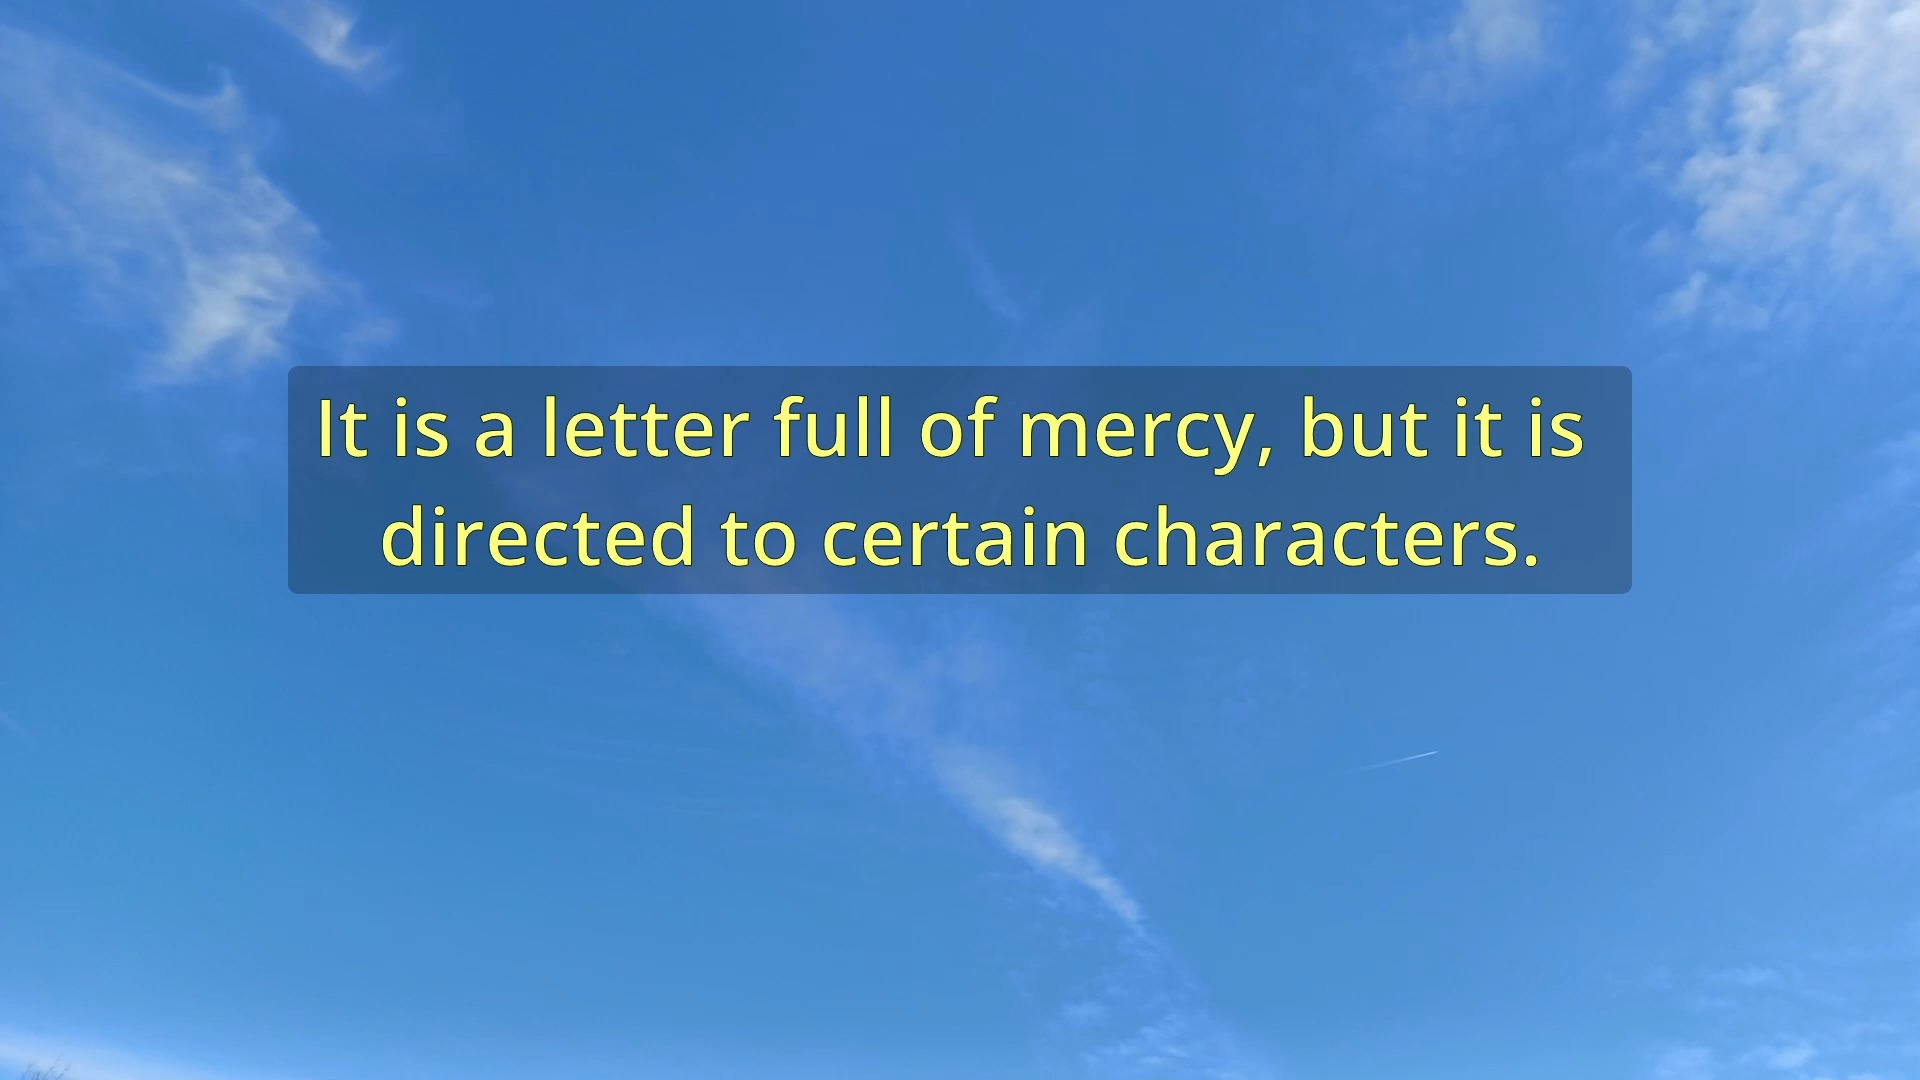 It is a letter full of mercy, but it is
directed to certain characters.